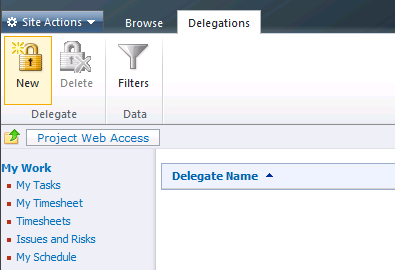 Site Actions Browse Delegations
New Delete Filters
Delegate Data
Project Web Access
My Work
My Tasks
My Timesheet
Timesheets
Issues and Risks
My Schedule
Delegate Name